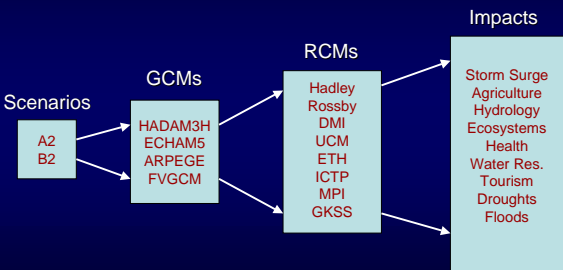 Scenarios
A2
B2
GCMs
HADAM3H
ECHAM5
ARPEGE
FVGCM
RCMs
Hadley
Rossby
DMI
UCM
ETH
ICTP
MPI
GKSS
Impacts
Storm Surge
Agriculture
Hydrology
Ecosystems
Health
Water Res.
Tourism
Droughts
Floods